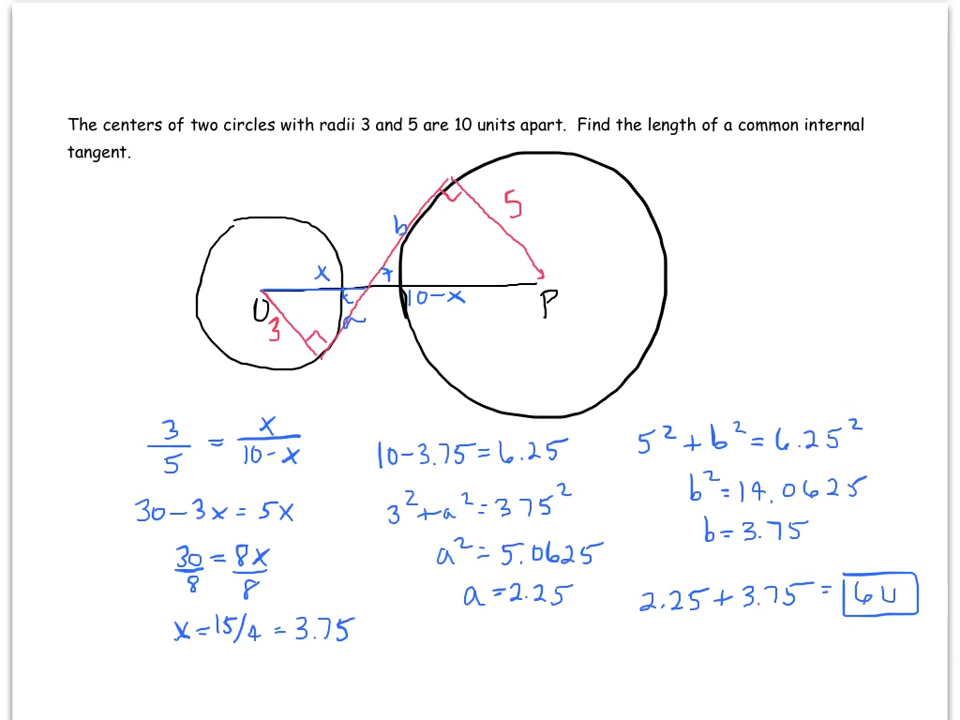 The centers of two circles with radii 3 and 5 are 10 units apart. Find the length of a common internal
tangent.
5
b
x
10-x
O
3
a
P
3/5 = x/(10-x)
30-3x = 5x
30/8 = 8x/8
x = 15/4 = 3.75
10-3.75=6.25
3²+a²=3.75²
a²=5.0625
a=2.25
5²+b²=6.25²
b²=14.0625
b=3.75
2.25+3.75= 6u